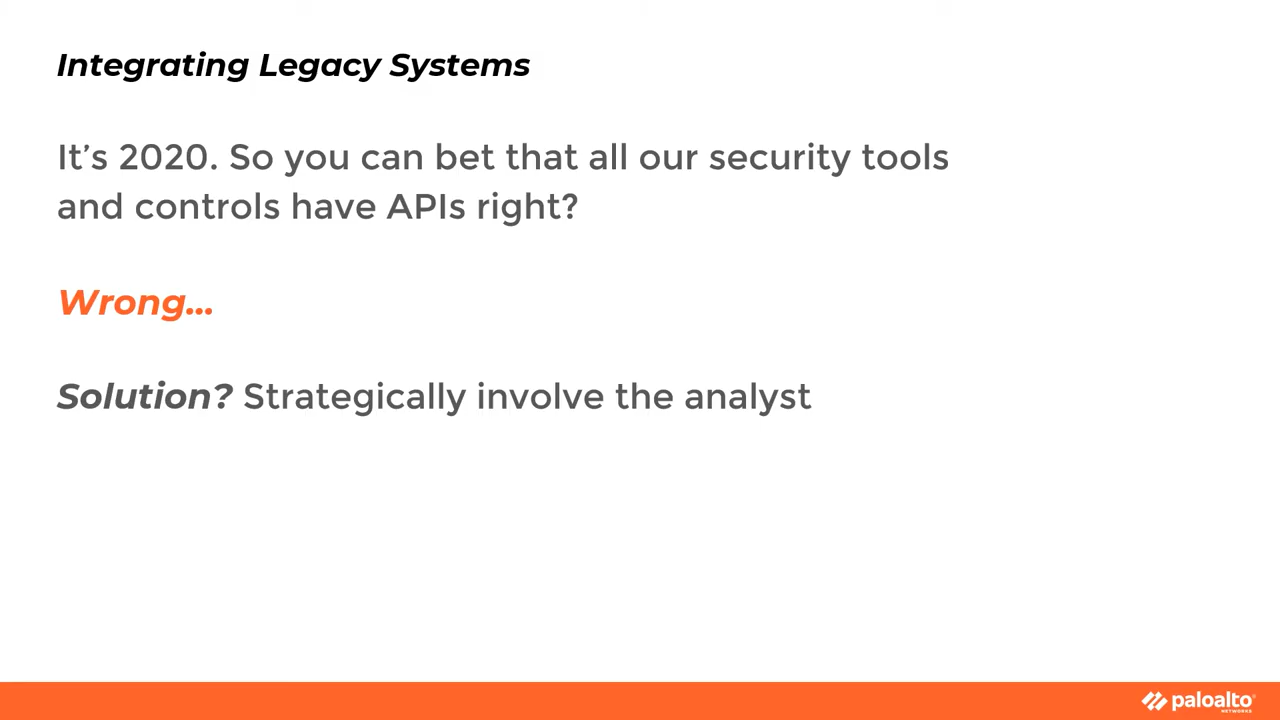 Integrating Legacy Systems
It's 2020. So you can bet that all our security tools
and controls have APIs right?
Wrong...
Solution? Strategically involve the analyst
paloalto
NETWORKS